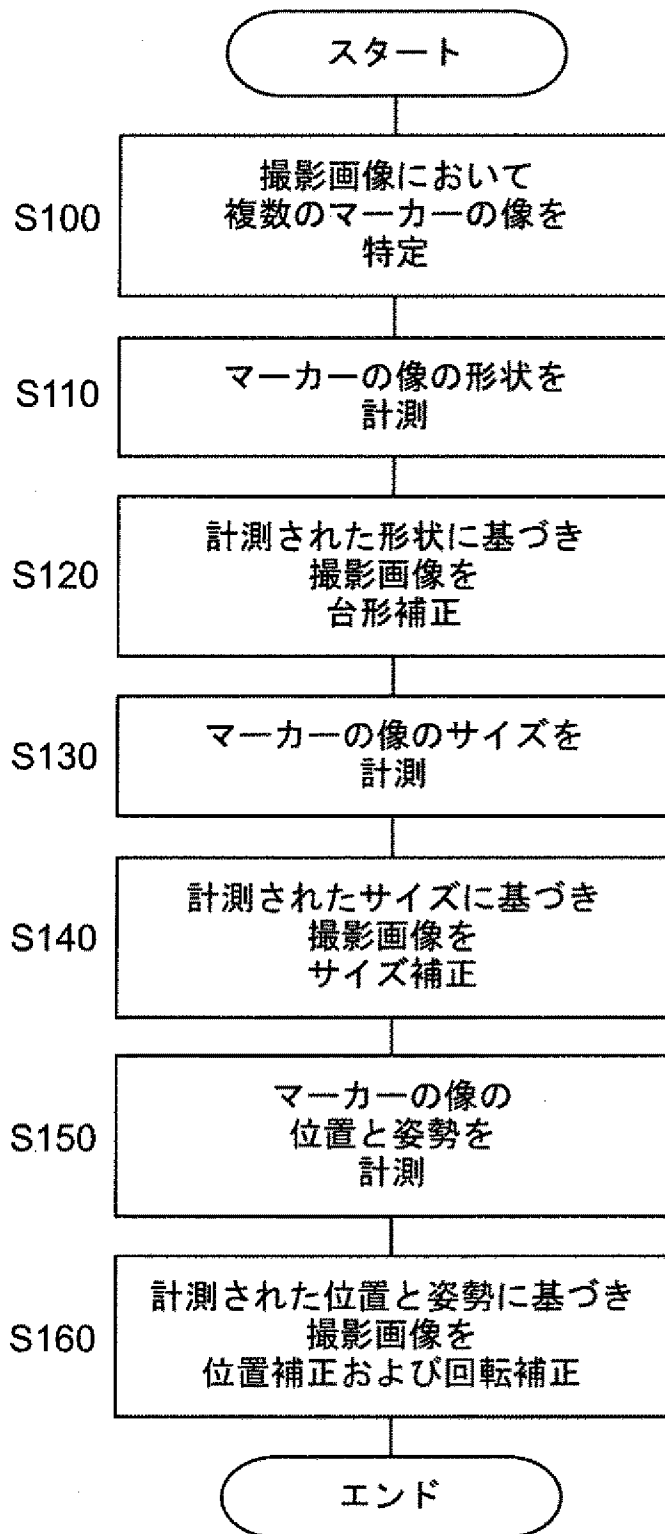 スタート
S100
撮影画像において
複数のマーカーの像を
特定
S110
マーカーの像の形状を
計測
S120
計測された形状に基づき
撮影画像を
台形補正
S130
マーカーの像のサイズを
計測
S140
計測されたサイズに基づき
撮影画像を
サイズ補正
S150
マーカーの像の
位置と姿勢を
計測
S160
計測された位置と姿勢に基づき
撮影画像を
位置補正および回転補正
エンド